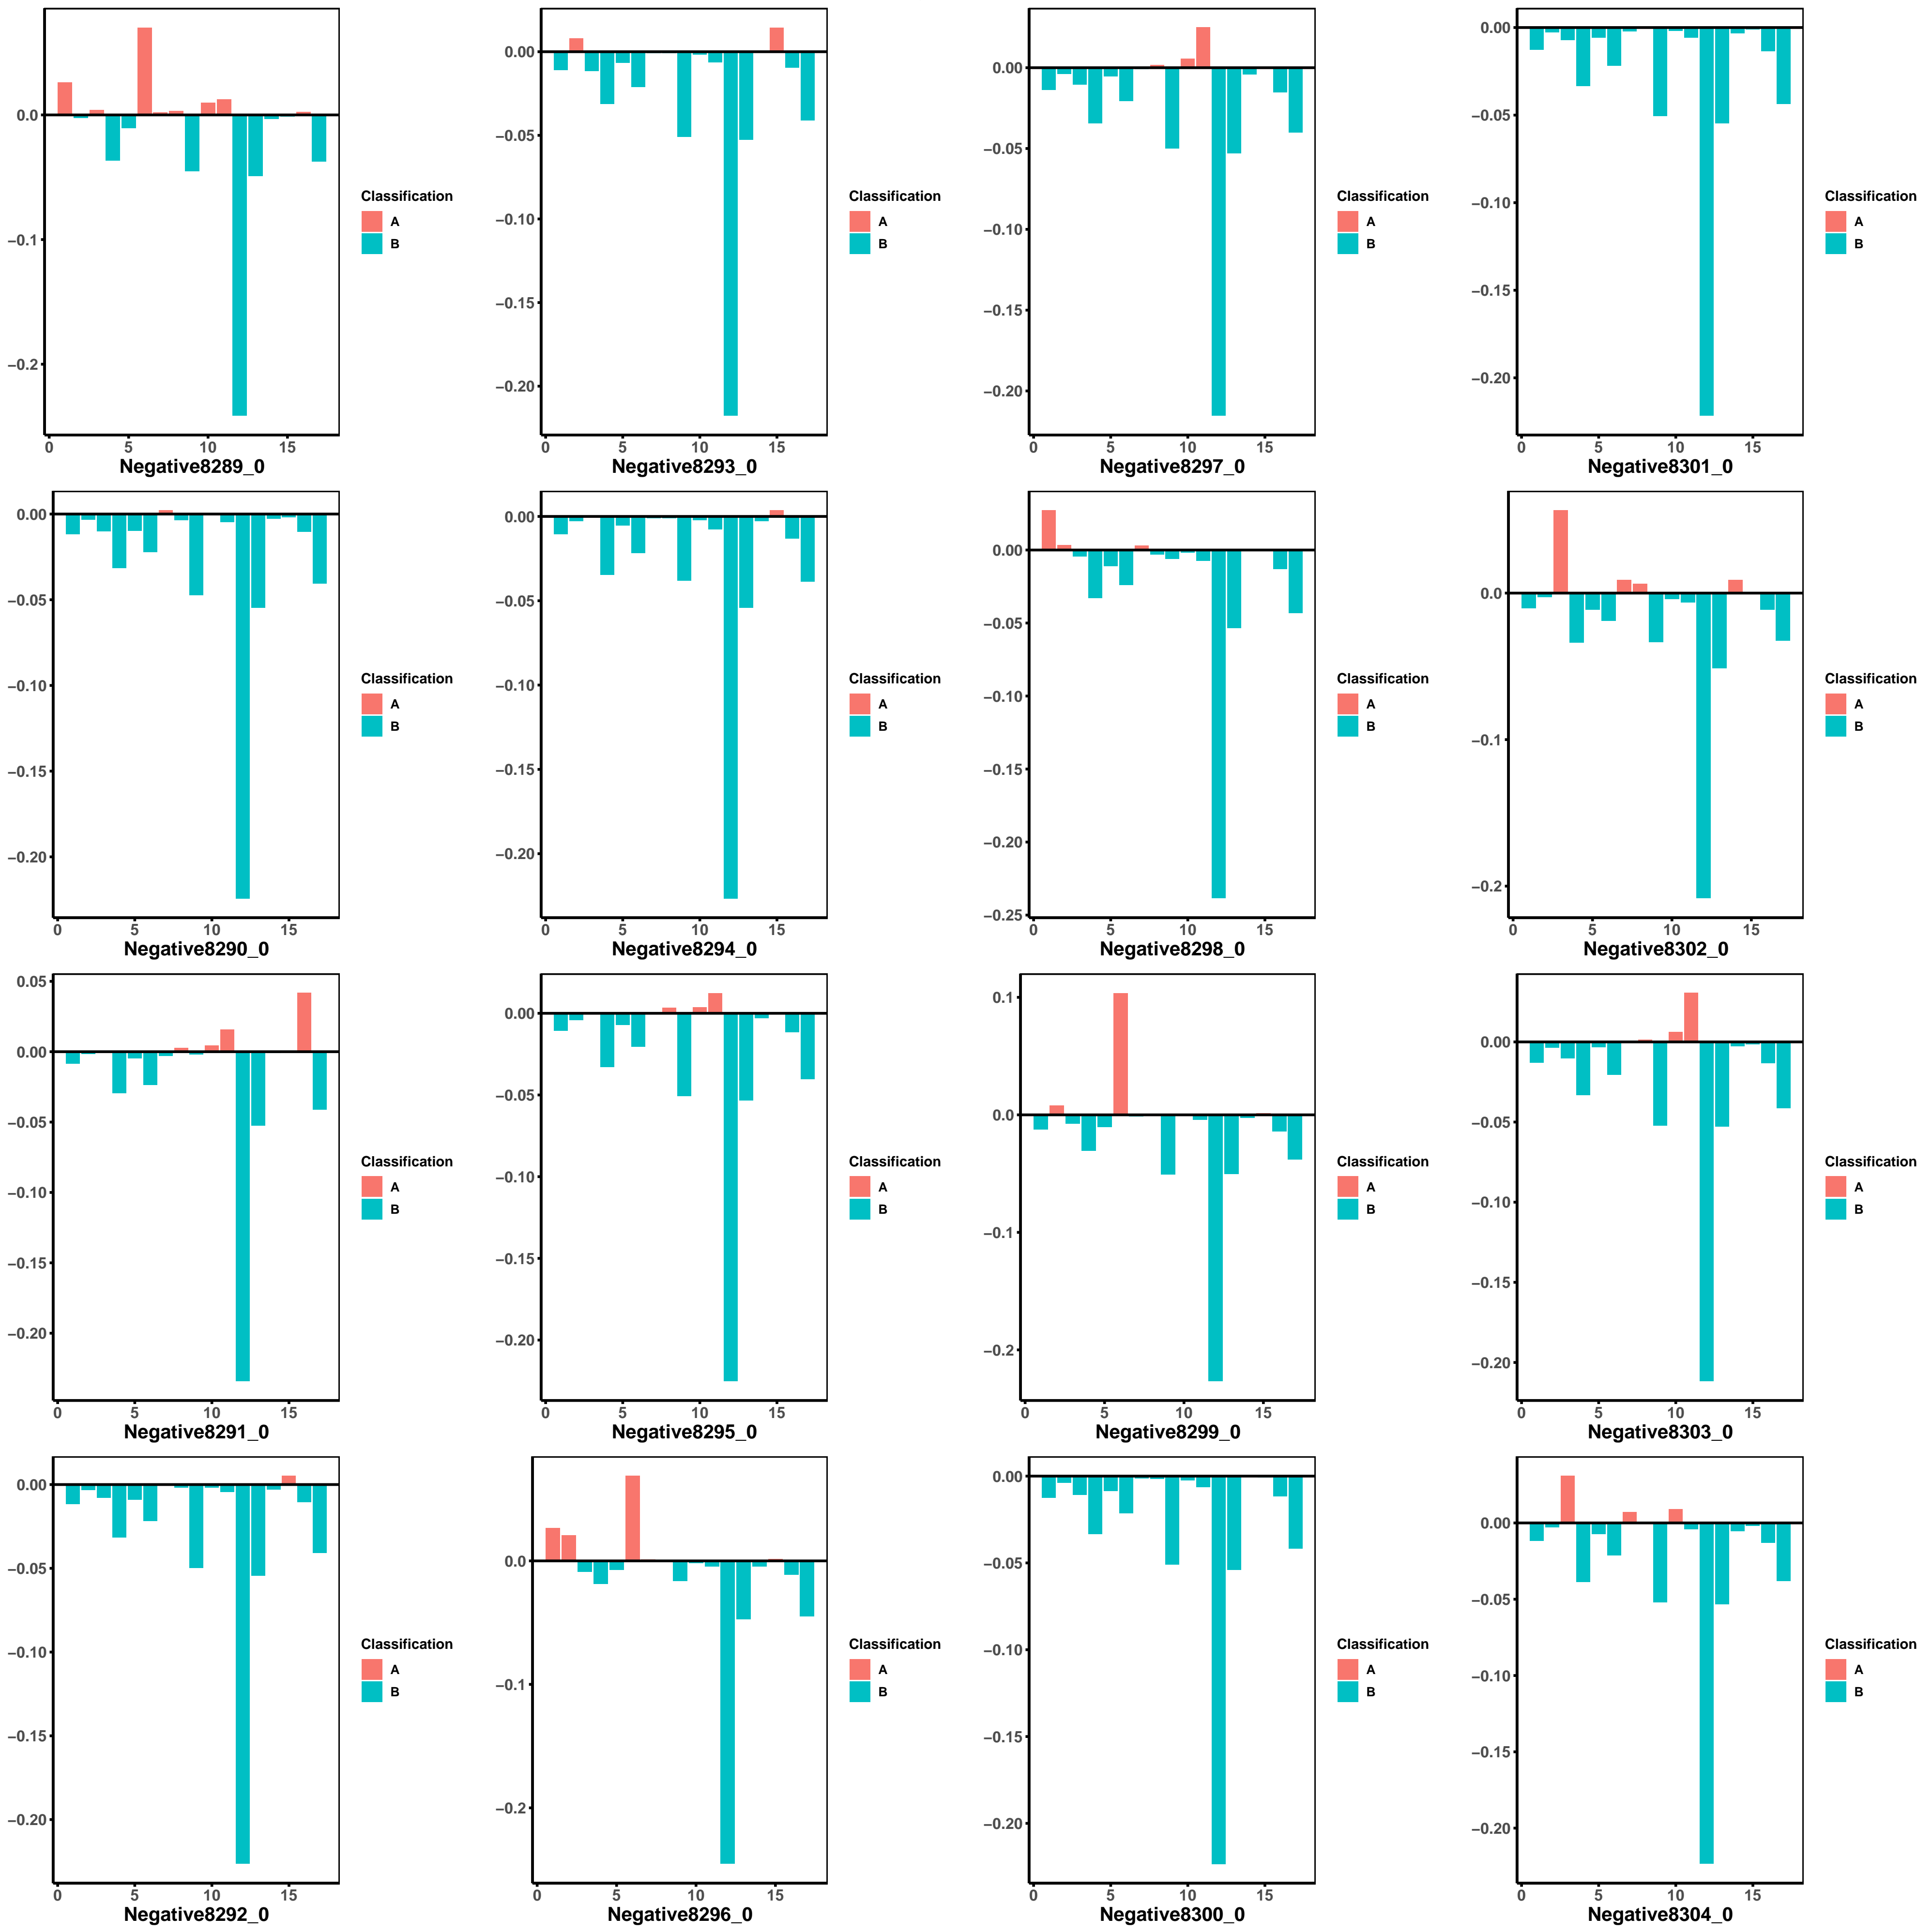 0.0
−0.1
−0.2
0 5 10 15
Negative8289_0
Classification
A
B
0.00
−0.05
−0.10
−0.15
−0.20
0 5 10 15
Negative8293_0
Classification
A
B
0.00
−0.05
−0.10
−0.15
−0.20
0 5 10 15
Negative8297_0
Classification
A
B
0.00
−0.05
−0.10
−0.15
−0.20
0 5 10 15
Negative8301_0
Classification
A
B
0.00
−0.05
−0.10
−0.15
−0.20
0 5 10 15
Negative8290_0
Classification
A
B
0.00
−0.05
−0.10
−0.15
−0.20
0 5 10 15
Negative8294_0
Classification
A
B
0.00
−0.05
−0.10
−0.15
−0.20
−0.25
0 5 10 15
Negative8298_0
Classification
A
B
0.0
−0.1
−0.2
0 5 10 15
Negative8302_0
Classification
A
B
0.05
0.00
−0.05
−0.10
−0.15
−0.20
0 5 10 15
Negative8291_0
Classification
A
B
0.00
−0.05
−0.10
−0.15
−0.20
0 5 10 15
Negative8295_0
Classification
A
B
0.1
0.0
−0.1
−0.2
0 5 10 15
Negative8299_0
Classification
A
B
0.00
−0.05
−0.10
−0.15
−0.20
0 5 10 15
Negative8303_0
Classification
A
B
0.00
−0.05
−0.10
−0.15
−0.20
0 5 10 15
Negative8292_0
Classification
A
B
0.0
−0.1
−0.2
0 5 10 15
Negative8296_0
Classification
A
B
0.00
−0.05
−0.10
−0.15
−0.20
0 5 10 15
Negative8300_0
Classification
A
B
0.00
−0.05
−0.10
−0.15
−0.20
0 5 10 15
Negative8304_0
Classification
A
B